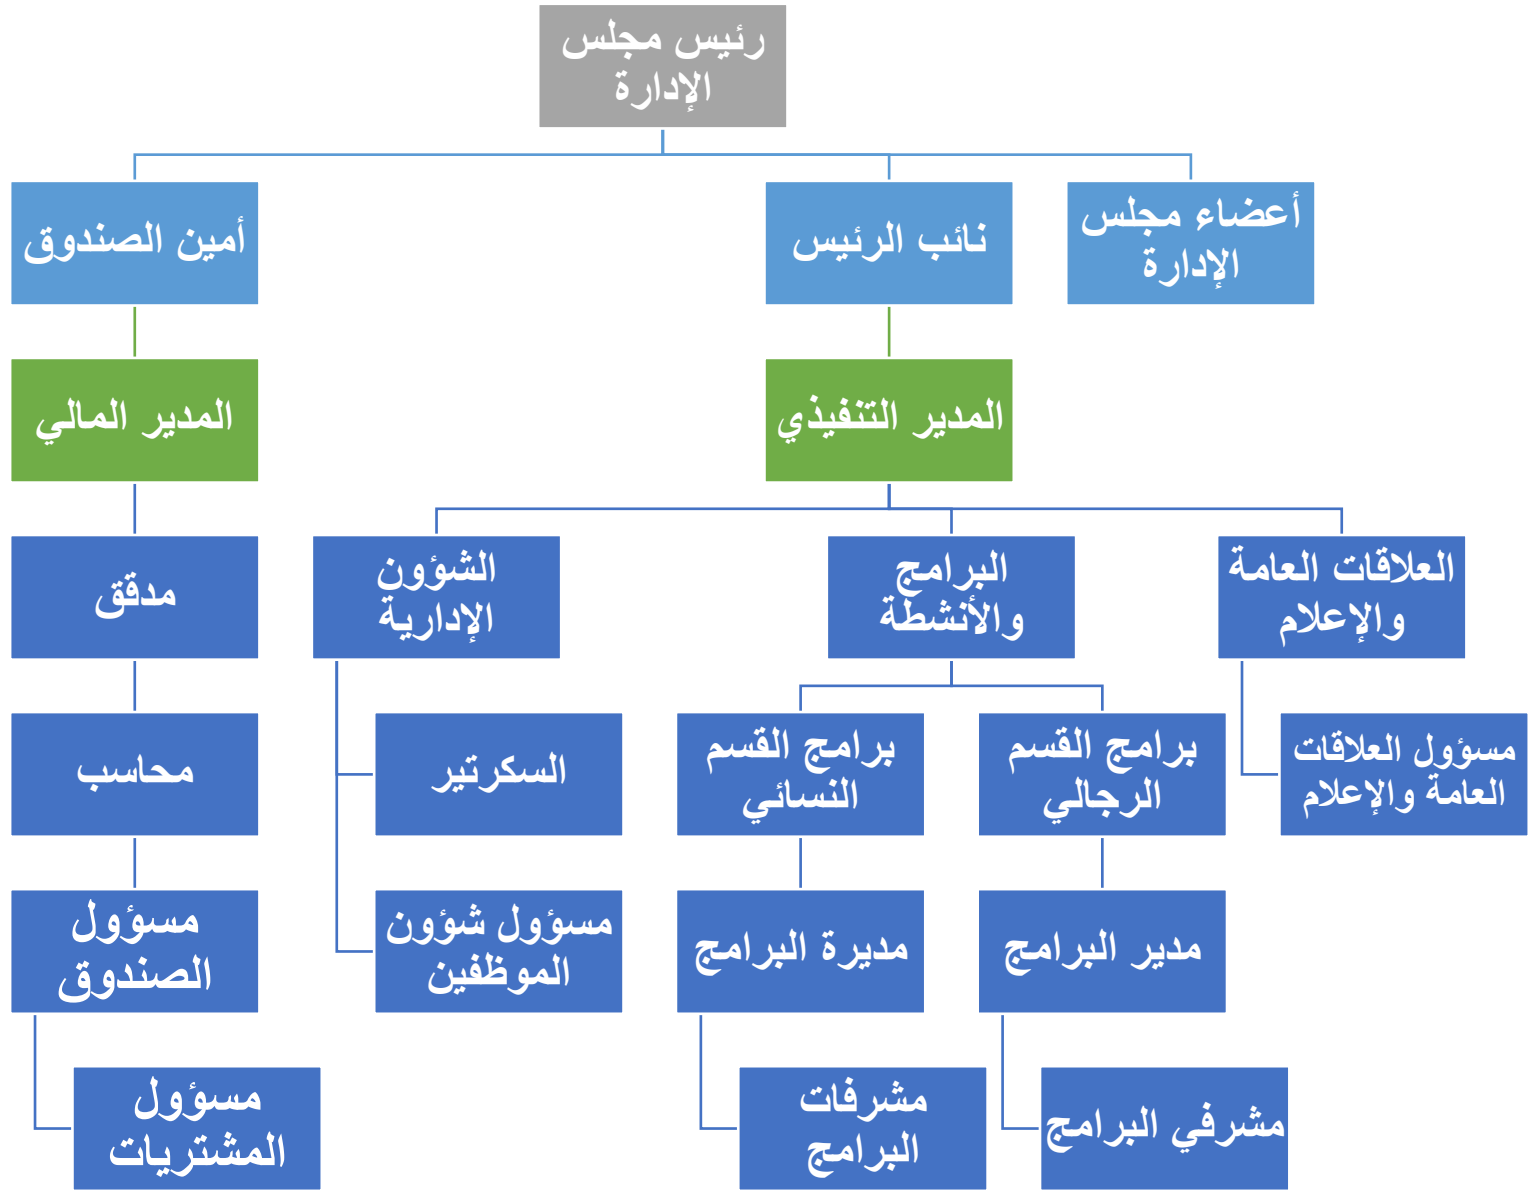 رئيس مجلس
الإدارة
أعضاء مجلس
الإدارة
نائب الرئيس
أمين الصندوق
المدير التنفيذي
المدير المالي
العلاقات العامة
والإعلام
البرامج
والأنشطة
الشؤون
الإدارية
مدقق
مسؤول العلاقات
العامة والإعلام
برامج القسم
الرجالي
برامج القسم
النسائي
السكرتير
محاسب
مدير البرامج
مديرة البرامج
مسؤول شؤون
الموظفين
مسؤول
الصندوق
مشرفي البرامج
مشرفات
البرامج
مسؤول
المشتريات